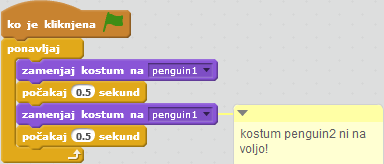 ko je kliknjena
ponavljaj
zamenjaj kostum na penguin1
počakaj 0.5 sekund
zamenjaj kostum na penguin1
počakaj 0.5 sekund
kostum penguin2 ni na
voljo!